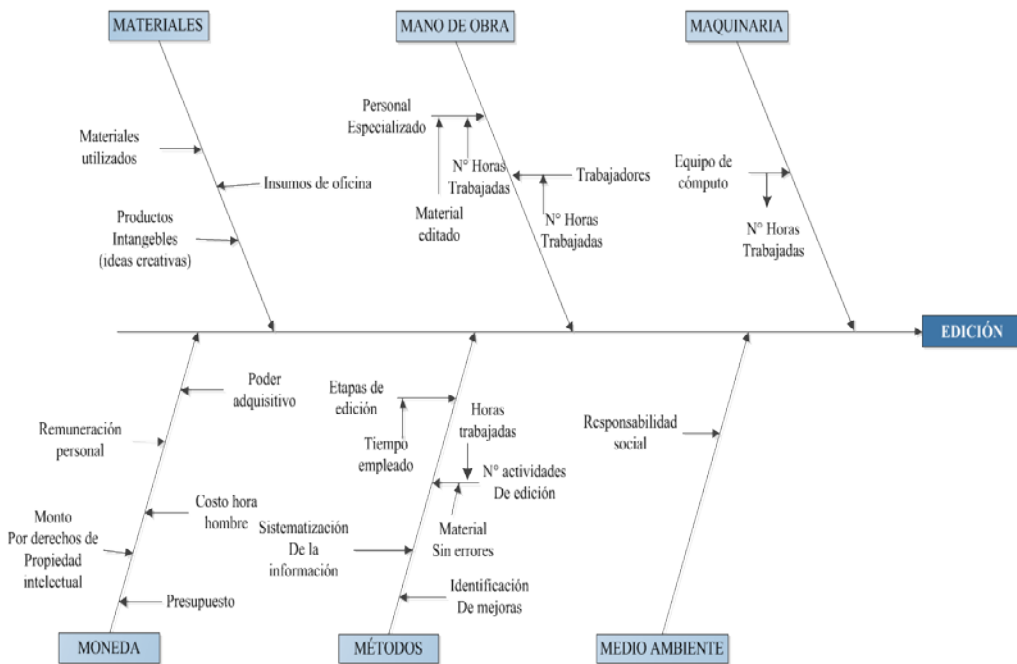 MATERIALES
MANO DE OBRA
MAQUINARIA
Materiales
utilizados
Insumos de oficina
Productos
Intangibles
(ideas creativas)
Personal
Especializado
N° Horas
Trabajadas
Material
editado
Trabajadores
N° Horas
Trabajadas
Equipo de
cómputo
N° Horas
Trabajadas
EDICIÓN
Poder
adquisitivo
Remuneración
personal
Costo hora
hombre
Monto
Por derechos de
Propiedad
intelectual
Presupuesto
Etapas de
edición
Tiempo
empleado
Horas
trabajadas
N° actividades
De edición
Material
Sin errores
Sistematización
De la
información
Identificación
De mejoras
Responsabilidad
social
MONEDA
MÉTODOS
MEDIO AMBIENTE